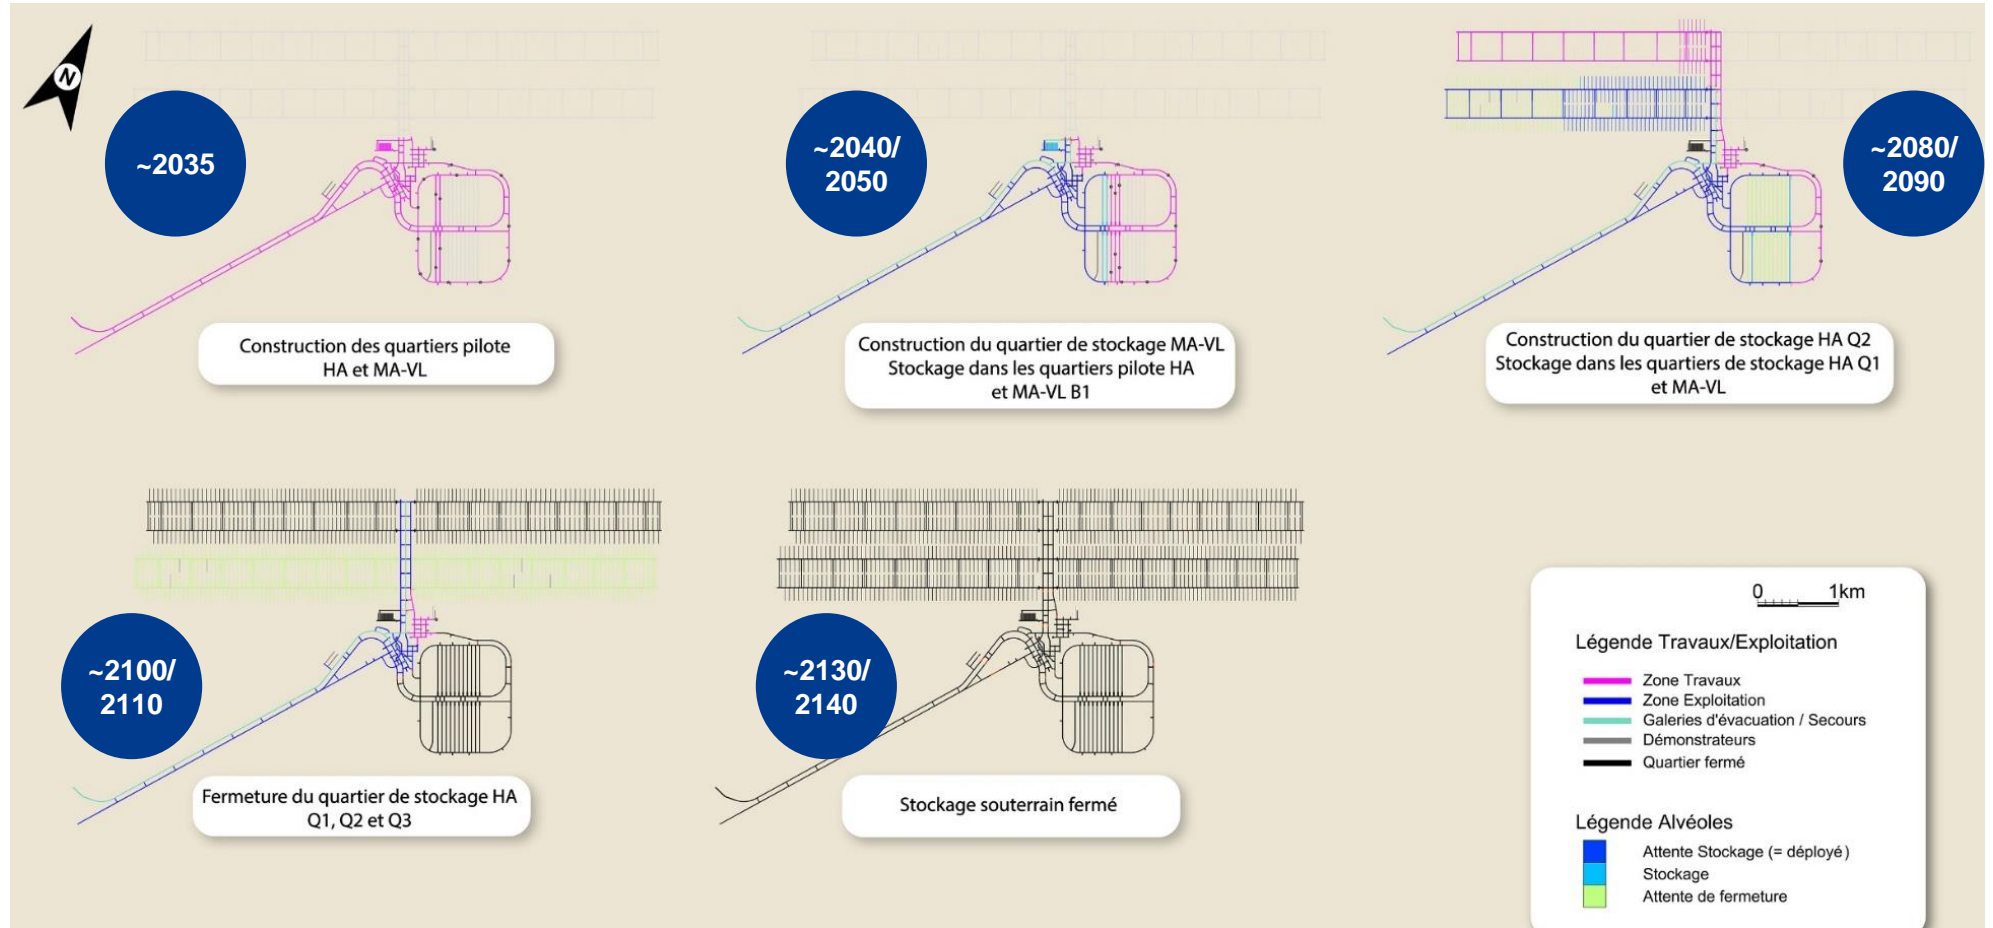 N
~2035
Construction des quartiers pilote
HA et MA-VL
~2040/
2050
Construction du quartier de stockage MA-VL
Stockage dans les quartiers pilote HA
et MA-VL B1
~2080/
2090
Construction du quartier de stockage HA Q2
Stockage dans les quartiers de stockage HA Q1
et MA-VL
~2100/
2110
Fermeture du quartier de stockage HA
Q1, Q2 et Q3
~2130/
2140
Stockage souterrain fermé
0 1km
Légende Travaux/Exploitation
Zone Travaux
Zone Exploitation
Galeries d'évacuation / Secours
Démonstrateurs
Quartier fermé
Légende Alvéoles
Attente Stockage (= déployé)
Stockage
Attente de fermeture